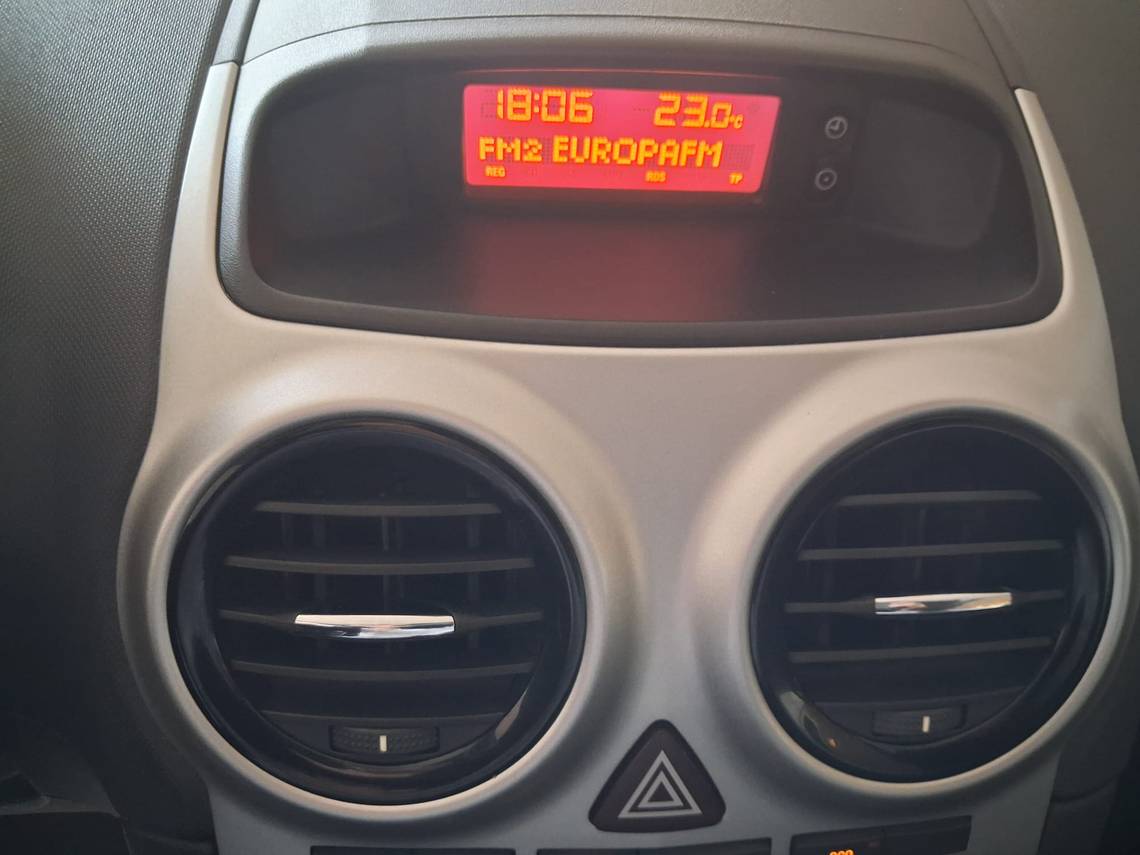 18:06 23.0°C
FM2 EUROPAFM
REG RDS TP